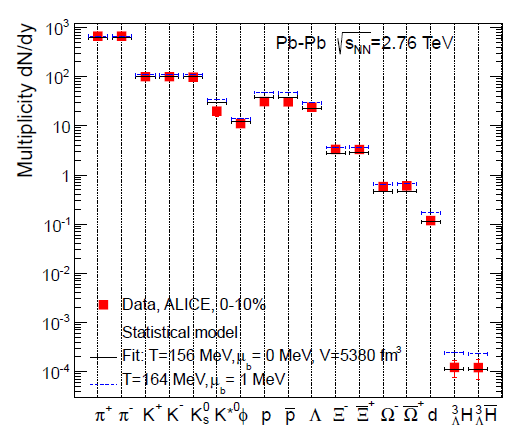 Multiplicity dN/dy
10³
10²
10
1
10⁻¹
10⁻²
10⁻³
10⁻⁴
Pb-Pb √sNN=2.76 TeV
Data, ALICE, 0-10%
Statistical model
Fit: T=156 MeV, μb= 0 MeV, V=5380 fm³
T=164 MeV, μb= 1 MeV
π⁺ π⁻ K⁺ K⁻ K⁰s K*⁰ ϕ p p̅ Λ Ξ⁻ Ξ̅⁺ Ω⁻ Ω̅⁺ d ³ΛH ³ΛH̅